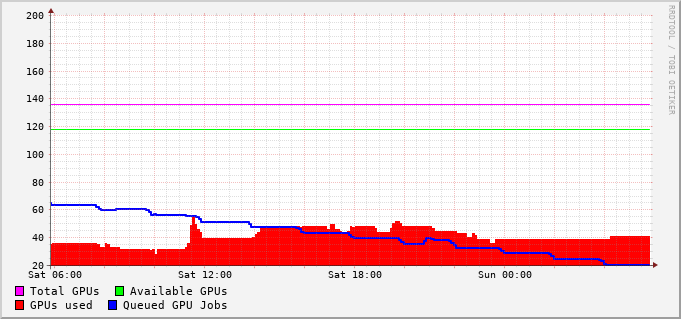 200
180
160
140
120
100
80
60
40
20
Sat 06:00 Sat 12:00 Sat 18:00 Sun 00:00
Total GPUs Available GPUs
GPUs used Queued GPU Jobs
RRDTOOL / TOBI OETIKER